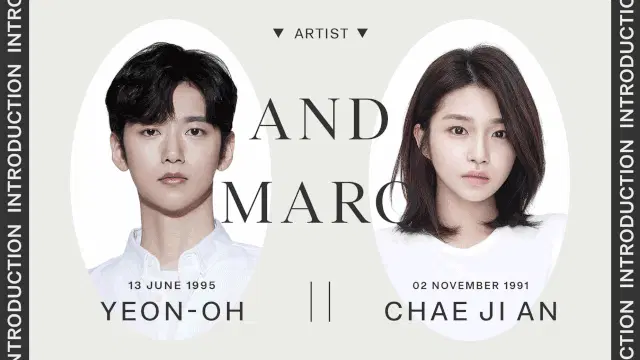 INTRODUCTION INTRODUCTION
▼ ARTIST ▼
AND
MARC
13 JUNE 1995
YEON-OH
02 NOVEMBER 1991
CHAE JI AN
INTRODUCTION INTRODUCTION